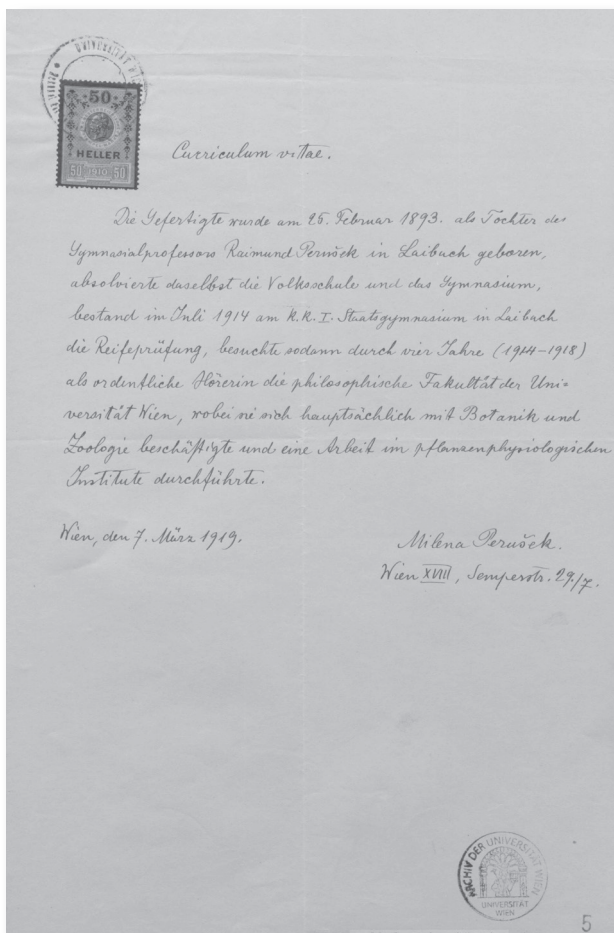 UNIVERSITÄT
50
HELLER
50 1910 50
Curriculum vitae.
Die Gefertigte wurde am 25. Februar 1893. als Tochter des
Gymnasialprofessors Raimund Perušek in Laibach geboren,
absolvierte daselbst die Volksschule und das Gymnasium,
bestand im Juli 1914 am k. k. I. Staatsgymnasium in Laibach
die Reifeprüfung, besuchte sodann durch vier Jahre (1914-1918)
als ordentliche Hörerin die philosophische Fakultät der Uni=
versität Wien, wobei sie sich hauptsächlich mit Botanik und
Zoologie beschäftigte und eine Arbeit im pflanzenphysiologischen
Institute durchführte.
Wien, den 7. März 1919.
Milena Perušek.
Wien XVIII, Semperstr. 29./7.
ARCHIV DER UNIVERSITÄT WIEN
UNIVERSITÄT
WIEN
5